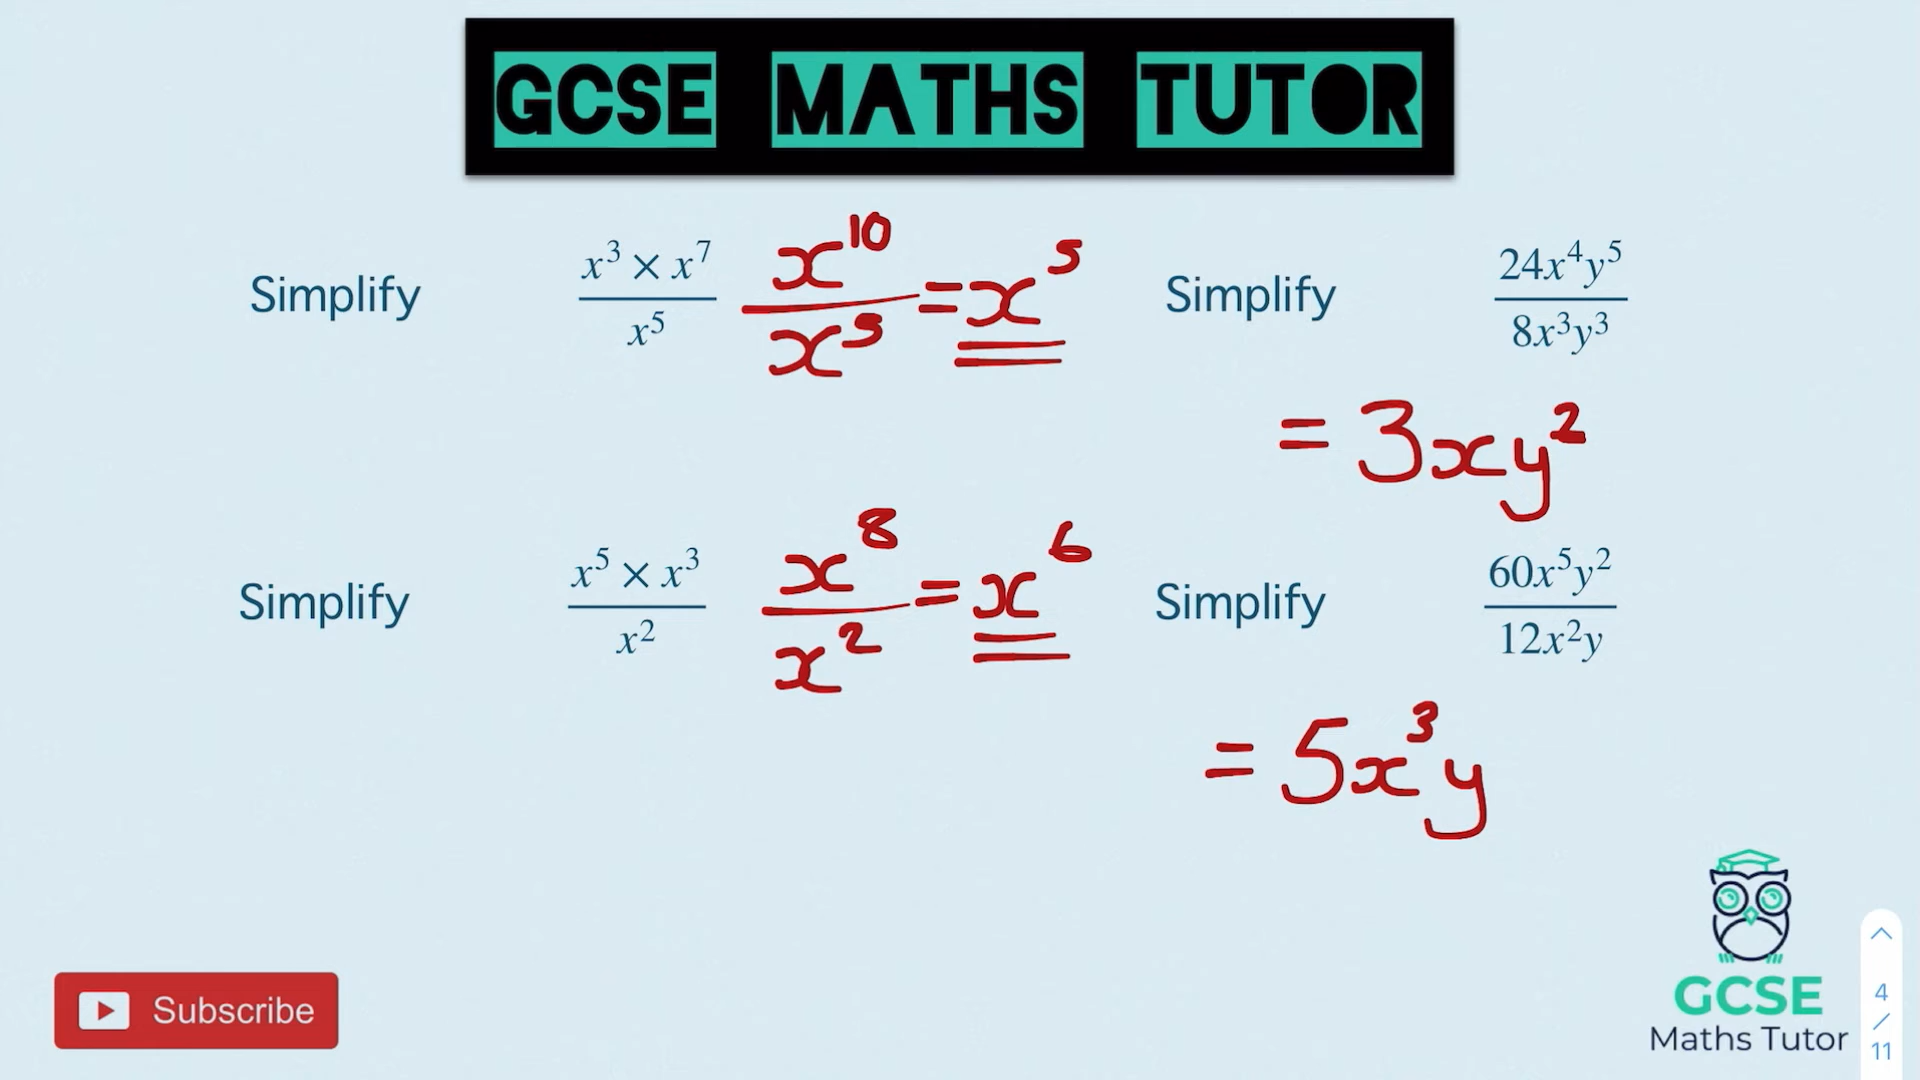 GCSE MATHS TUTOR
Simplify x³ × x⁷ / x⁵ x¹⁰ / x⁵ = x⁵
Simplify 24x⁴y⁵ / 8x³y³
= 3xy²
Simplify x⁵ × x³ / x² x⁸ / x² = x⁶
Simplify 60x⁵y² / 12x²y
= 5x³y
Subscribe
GCSE
Maths Tutor
4
/
11